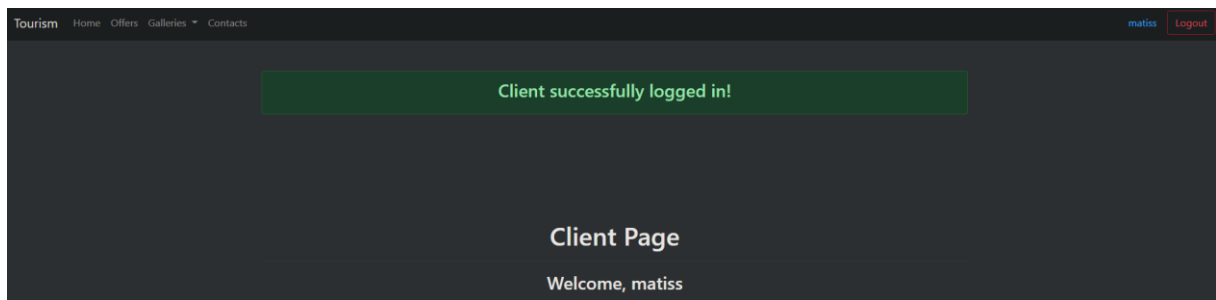 Tourism Home Offers Galleries Contacts matiss Logout
Client successfully logged in!
Client Page
Welcome, matiss